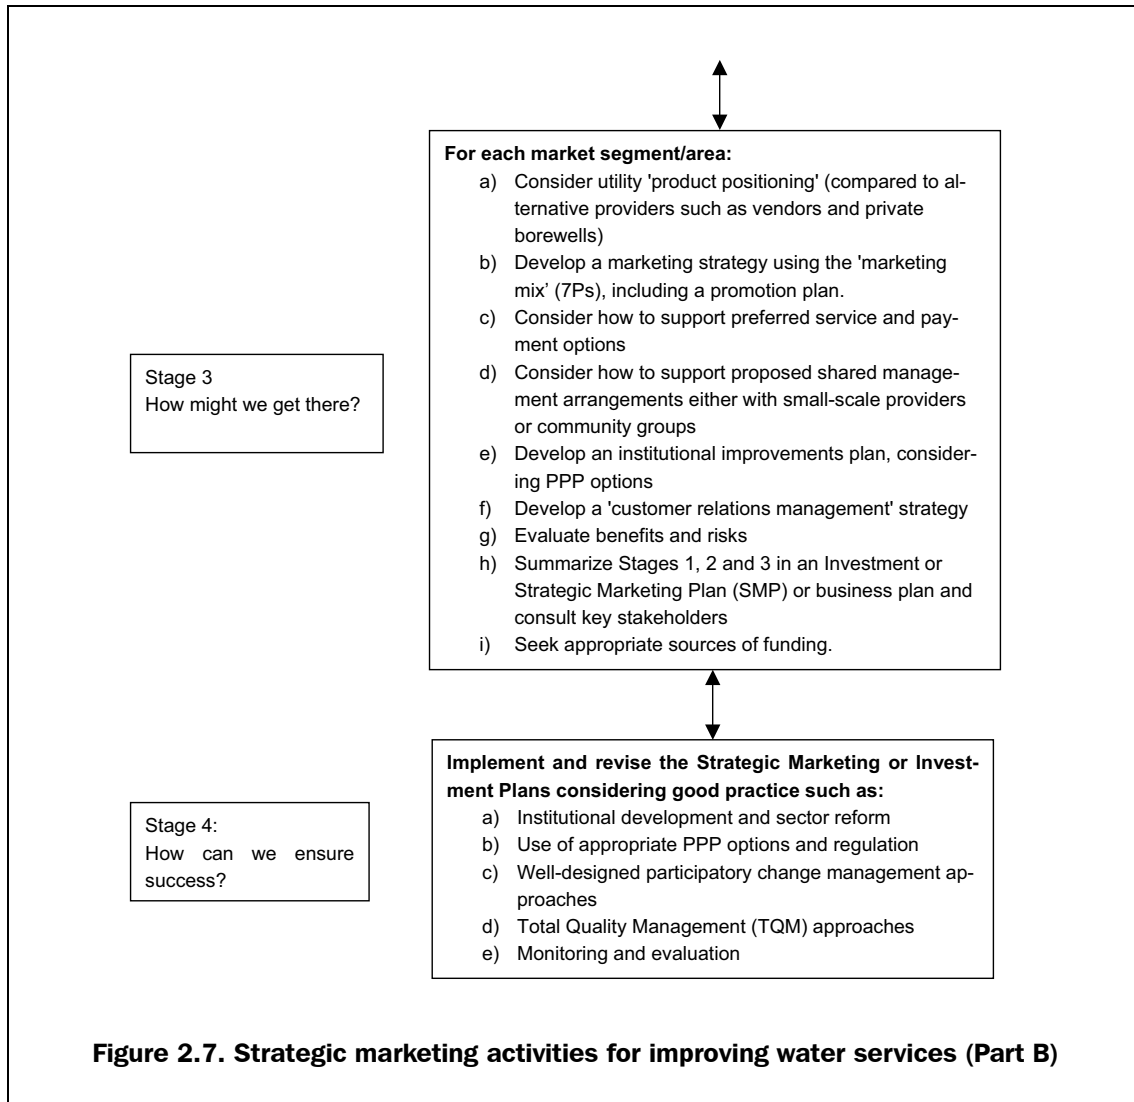 For each market segment/area:
a) Consider utility 'product positioning' (compared to al-
ternative providers such as vendors and private
borewells)
b) Develop a marketing strategy using the 'marketing
mix’ (7Ps), including a promotion plan.
c) Consider how to support preferred service and pay-
ment options
d) Consider how to support proposed shared manage-
ment arrangements either with small-scale providers
or community groups
e) Develop an institutional improvements plan, consider-
ing PPP options
f) Develop a 'customer relations management' strategy
g) Evaluate benefits and risks
h) Summarize Stages 1, 2 and 3 in an Investment or
Strategic Marketing Plan (SMP) or business plan and
consult key stakeholders
i) Seek appropriate sources of funding.
Stage 3
How might we get there?
Implement and revise the Strategic Marketing or Invest-
ment Plans considering good practice such as:
a) Institutional development and sector reform
b) Use of appropriate PPP options and regulation
c) Well-designed participatory change management ap-
proaches
d) Total Quality Management (TQM) approaches
e) Monitoring and evaluation
Stage 4:
How can we ensure
success?
Figure 2.7. Strategic marketing activities for improving water services (Part B)